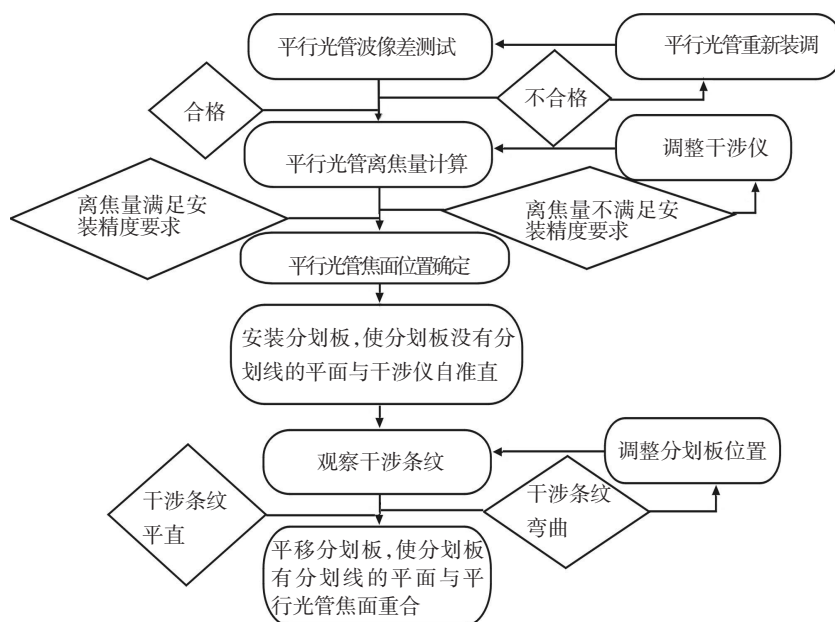 平行光管波像差测试
平行光管重新装调
合格
不合格
平行光管离焦量计算
调整干涉仪
离焦量满足安
装精度要求
离焦量不满足安
装精度要求
平行光管焦面位置确定
安装分划板,使分划板没有分
划线的平面与干涉仪自准直
观察干涉条纹
调整分划板位置
干涉条纹
平直
干涉条纹
弯曲
平移分划板,使分划板
有分划线的平面与平
行光管焦面重合